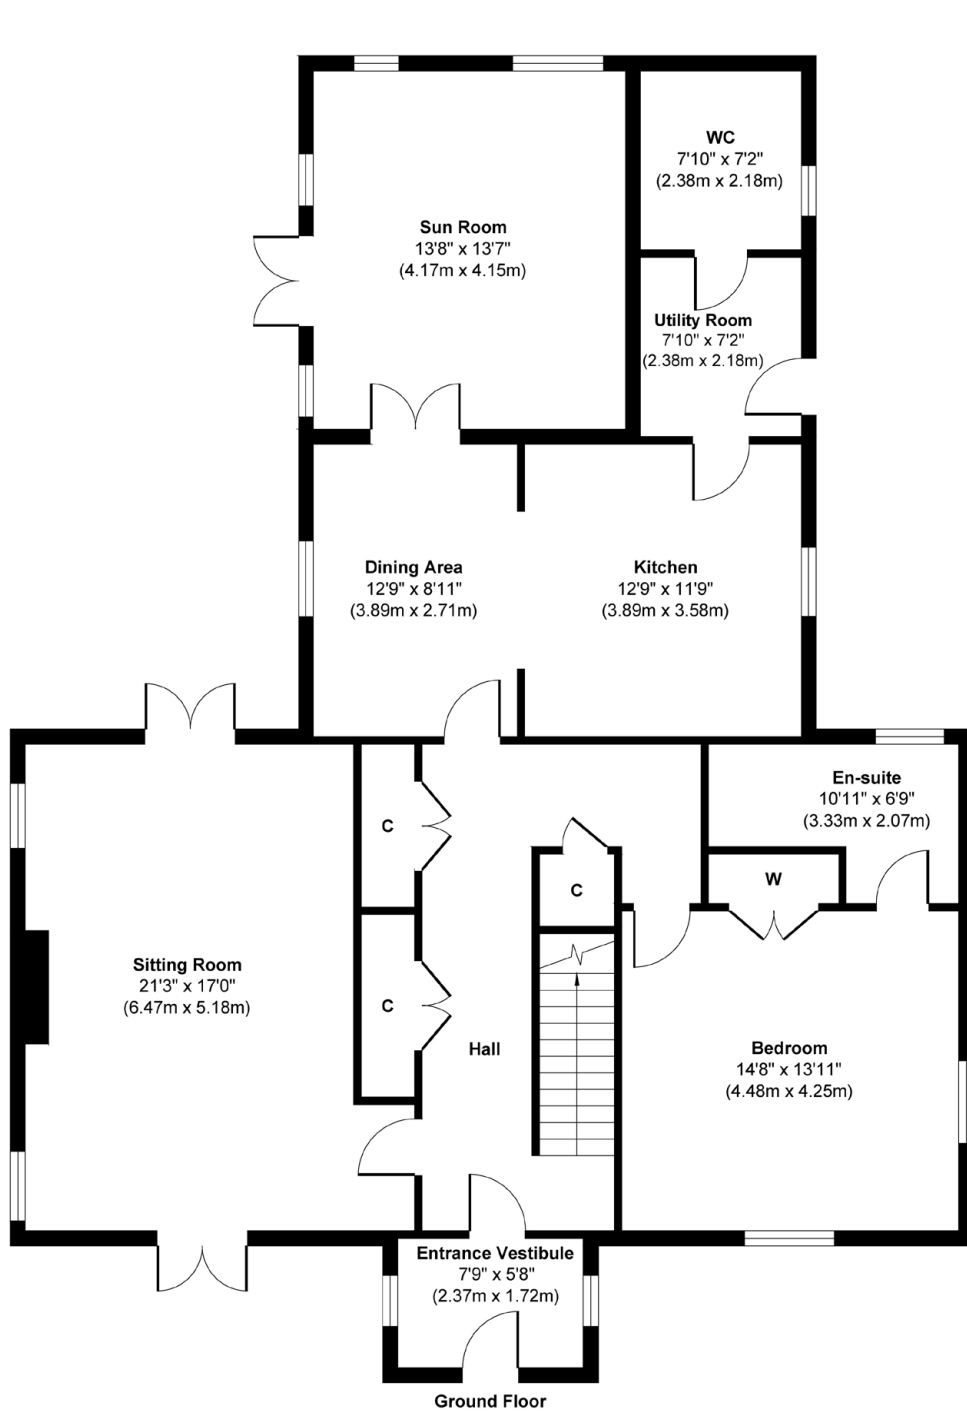 WC
7'10" x 7'2"
(2.38m x 2.18m)
Sun Room
13'8" x 13'7"
(4.17m x 4.15m)
Utility Room
7'10" x 7'2"
(2.38m x 2.18m)
Dining Area
12'9" x 8'11"
(3.89m x 2.71m)
Kitchen
12'9" x 11'9"
(3.89m x 3.58m)
En-suite
10'11" x 6'9"
(3.33m x 2.07m)
C
C
W
Sitting Room
21'3" x 17'0"
(6.47m x 5.18m)
C
Hall
Bedroom
14'8" x 13'11"
(4.48m x 4.25m)
Entrance Vestibule
7'9" x 5'8"
(2.37m x 1.72m)
Ground Floor